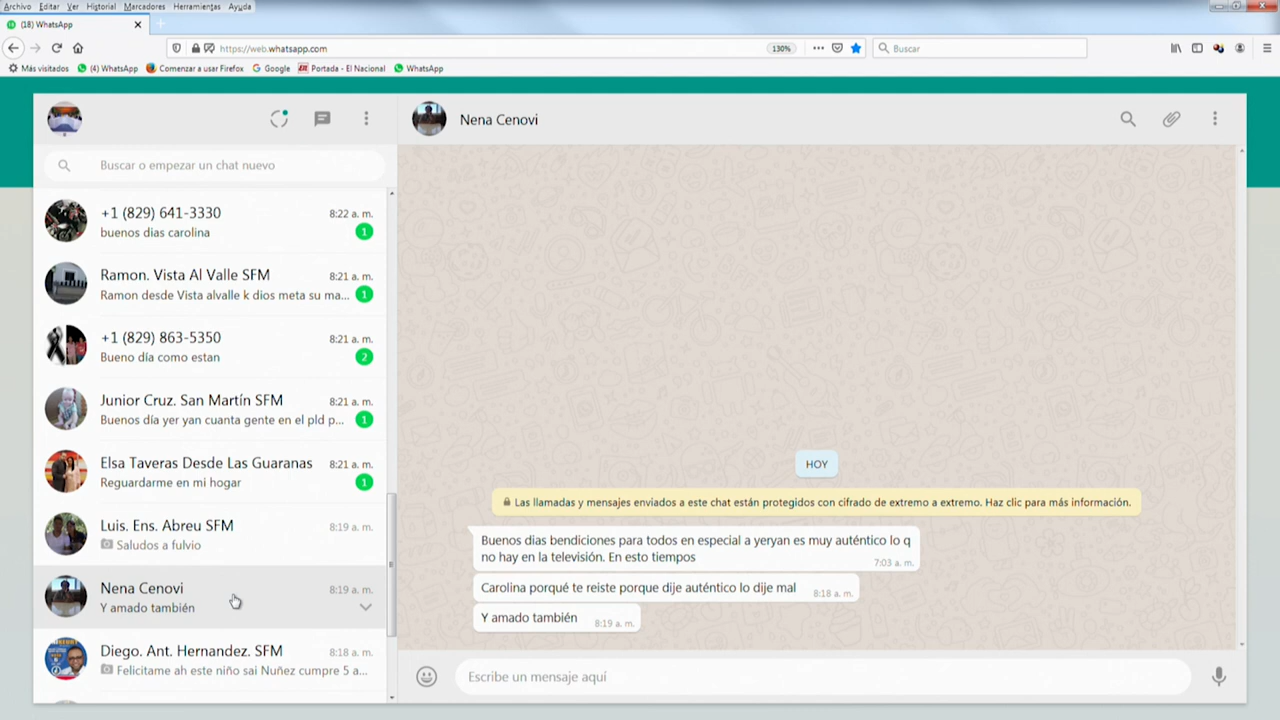 Archivo Editar Ver Historial Marcadores Herramientas Ayuda
(18) WhatsApp
https://web.whatsapp.com
130%
Buscar
Más visitados
(4) WhatsApp
Comenzar a usar Firefox
Google
Portada - El Nacional
WhatsApp
Buscar o empezar un chat nuevo
+1 (829) 641-3330
8:22 a. m.
buenos dias carolina
1
Ramon. Vista Al Valle SFM
8:21 a. m.
Ramon desde Vista alvalle k dios meta su ma...
1
+1 (829) 863-5350
8:21 a. m.
Bueno día como estan
2
Junior Cruz. San Martín SFM
8:21 a. m.
Buenos día yer yan cuanta gente en el pld p...
1
Elsa Taveras Desde Las Guaranas
8:21 a. m.
Reguardarme en mi hogar
1
Luis. Ens. Abreu SFM
8:19 a. m.
Saludos a fulvio
Nena Cenovi
8:19 a. m.
Y amado también
Diego. Ant. Hernandez. SFM
8:18 a. m.
Felicitame ah este niño sai Nuñez cumpre 5 a...
Nena Cenovi
HOY
Las llamadas y mensajes enviados a este chat están protegidos con cifrado de extremo a extremo. Haz clic para más información.
Buenos dias bendiciones para todos en especial a yeryan es muy auténtico lo q
no hay en la televisión. En esto tiempos
7:03 a. m.
Carolina porqué te reiste porque dije auténtico lo dije mal
8:18 a. m.
Y amado también
8:19 a. m.
Escribe un mensaje aquí